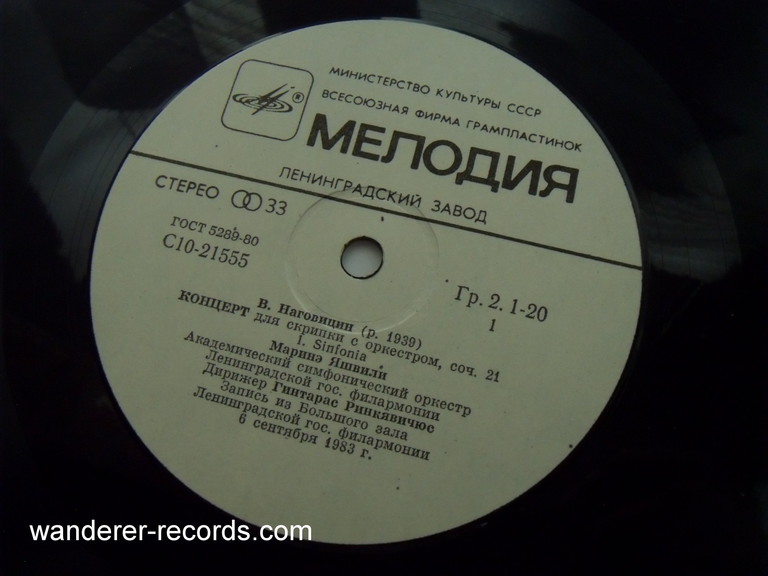 МИНИСТЕРСТВО КУЛЬТУРЫ СССР
ВСЕСОЮЗНАЯ ФИРМА ГРАМПЛАСТИНОК
®
МЕЛОДИЯ
ЛЕНИНГРАДСКИЙ ЗАВОД
СТЕРЕО 33
ГОСТ 5289-80
С10-21555
Гр. 2. 1-20
1
В. Наговицин (р. 1939)
КОНЦЕРТ для скрипки с оркестром, соч. 21
I. Sinfonia
Марина Яшвили
Академический симфонический оркестр
Ленинградской гос. филармонии
Дирижер Гинтарас Ринкявичюс
Запись из Большого зала
Ленинградской гос. филармонии
6 сентября 1983 г.
wanderer-records.com